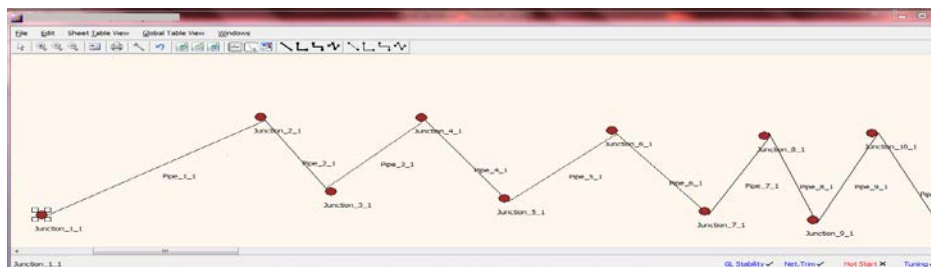 File Edit Sheet Table View Global Table View Windows
Junction_2_1
Junction_4_1
Junction_6_1
Junction_8_1
Junction_10_1
Pipe_1_1
Pipe_2_1
Pipe_3_1
Pipe_4_1
Pipe_5_1
Pipe_6_1
Pipe_7_1
Pipe_8_1
Pipe_9_1
Junction_1_1
Junction_3_1
Junction_5_1
Junction_7_1
Junction_9_1
Junction_1_1 GL Stability Net.Trim Hot Start Tuning